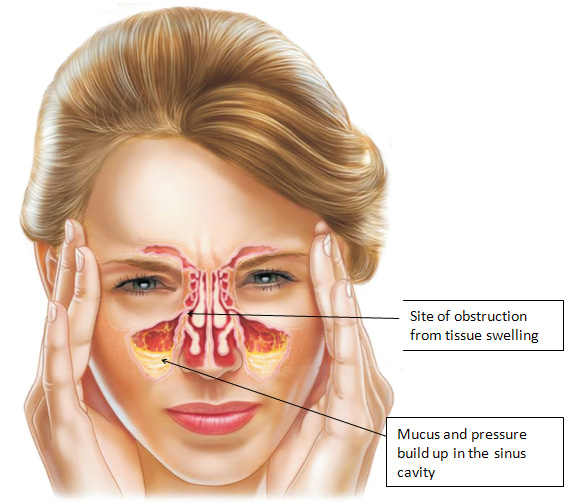 Site of obstruction
from tissue swelling
Mucus and pressure
build up in the sinus
cavity